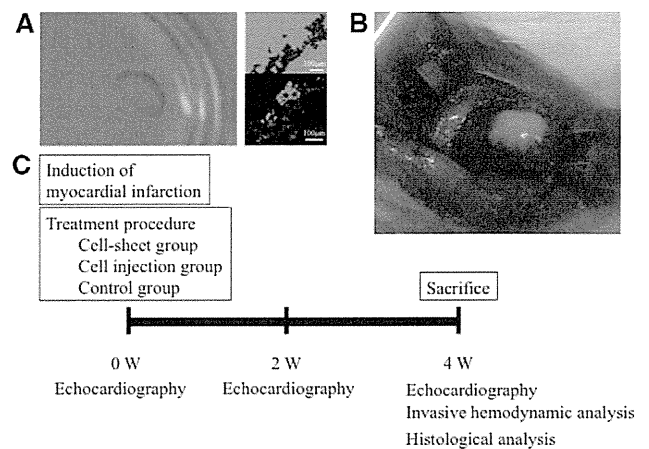 A
B
100μm
C
Induction of
myocardial infarction
Treatment procedure
Cell-sheet group
Cell injection group
Control group
Sacrifice
0 W
2 W
4 W
Echocardiography
Echocardiography
Echocardiography
Invasive hemodynamic analysis
Histological analysis